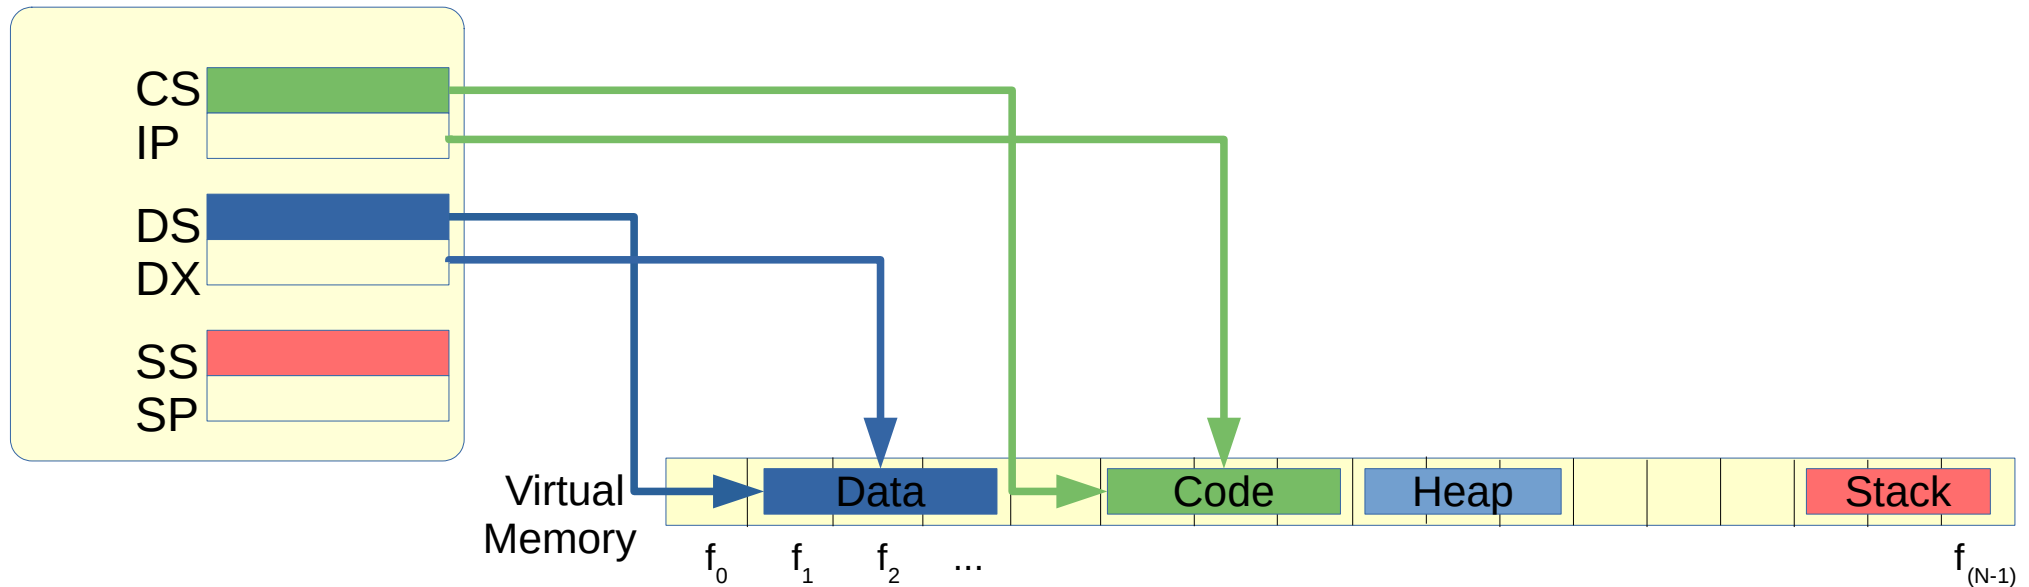 CS
IP
DS
DX
SS
SP
Virtual
Memory
Data
Code
Heap
Stack
f0
f1
f2
...
f(N-1)